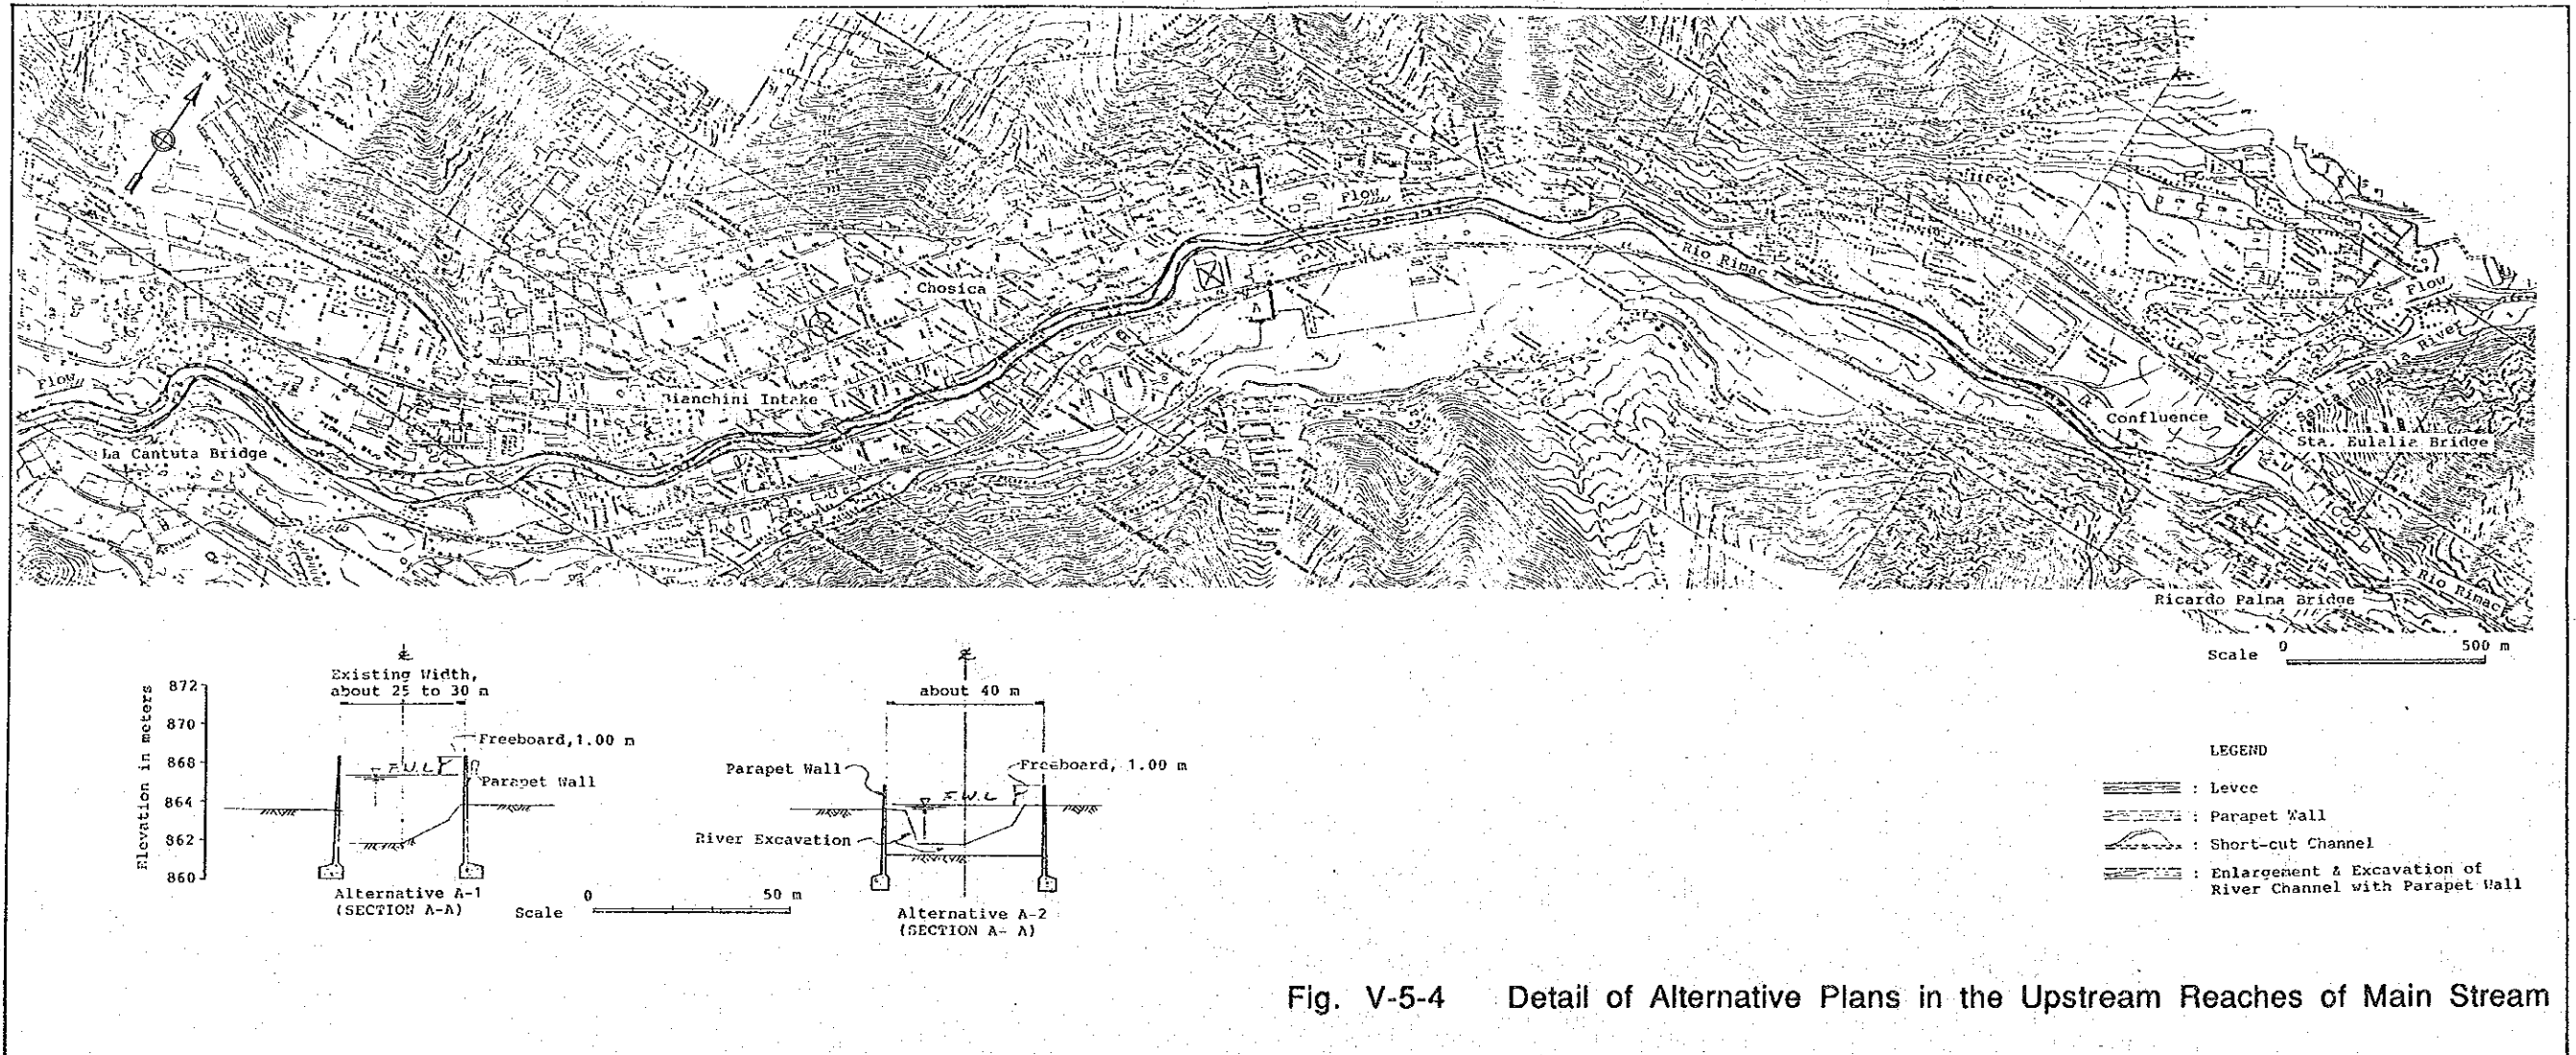 N
A
Flow
Rio Rimac
Chosica
A
Flow
Santa Eulalia River
Flow
Bianchini Intake
Confluence
La Cantuta Bridge
Sta. Eulalia Bridge
Rio Rimac
Ricardo Palma Bridge
Scale 0 500 m
Existing Width,
about 25 to 30 m
Elevation in meters
872
870
868
864
862
860
Freeboard,1.00 m
F.W.L
Parapet Wall
Alternative A-1
(SECTION A-A)
Scale 0 50 m
about 40 m
Parapet Wall
Freeboard, 1.00 m
F.W.L
River Excavation
Alternative A-2
(SECTION A- A)
LEGEND
: Levee
: Parapet Wall
: Short-cut Channel
: Enlargement & Excavation of
River Channel with Parapet Wall
Fig. V-5-4 Detail of Alternative Plans in the Upstream Reaches of Main Stream